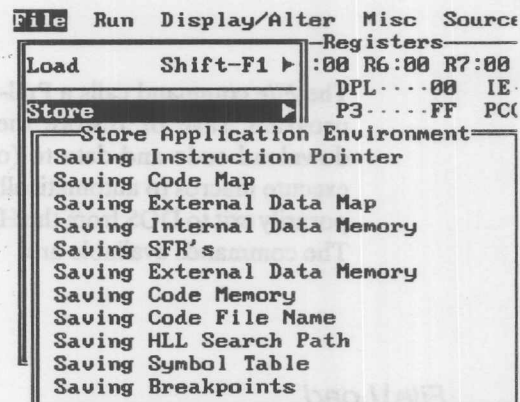 File Run Display/Alter Misc Source
Registers
Load Shift-F1 ▶ :00 R6:00 R7:00
DPL····00 IE·
Store ▶ P3····FF PC
Store Application Environment
Saving Instruction Pointer
Saving Code Map
Saving External Data Map
Saving Internal Data Memory
Saving SFR's
Saving External Data Memory
Saving Code Memory
Saving Code File Name
Saving HLL Search Path
Saving Symbol Table
Saving Breakpoints